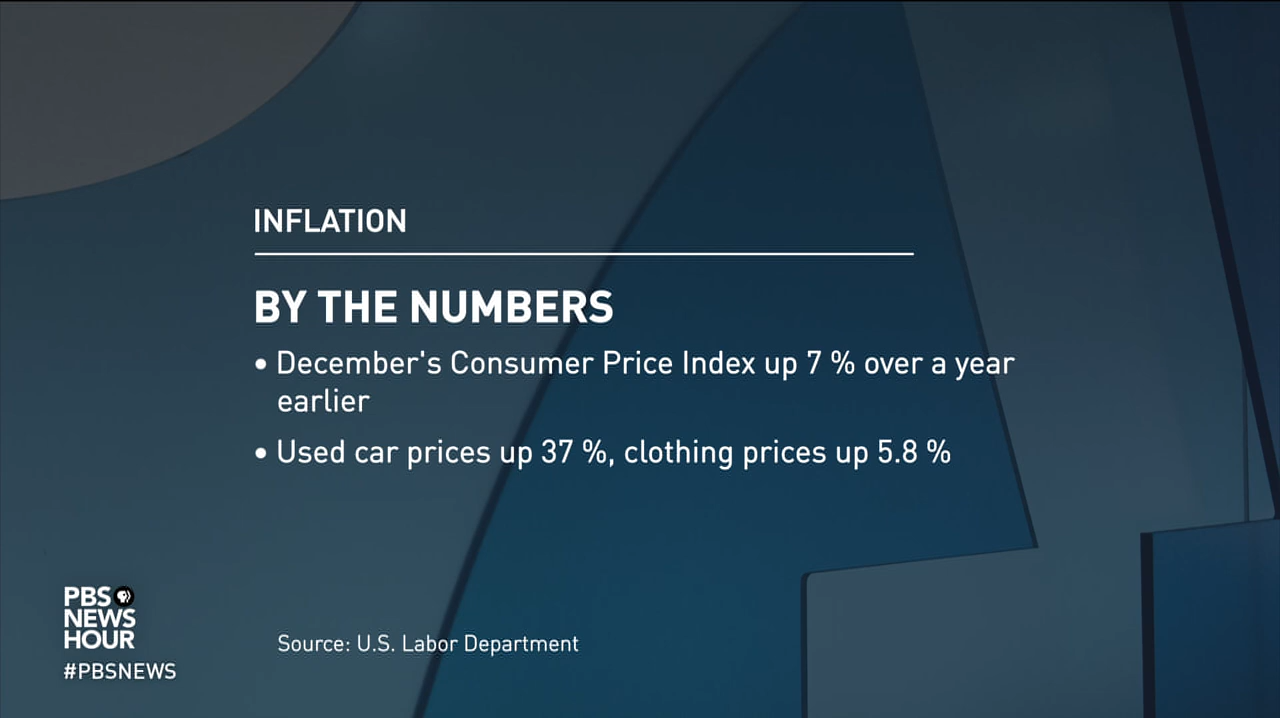 INFLATION
BY THE NUMBERS
• December's Consumer Price Index up 7 % over a year
earlier
• Used car prices up 37 %, clothing prices up 5.8 %
PBS
NEWS
HOUR
#PBSNEWS
Source: U.S. Labor Department